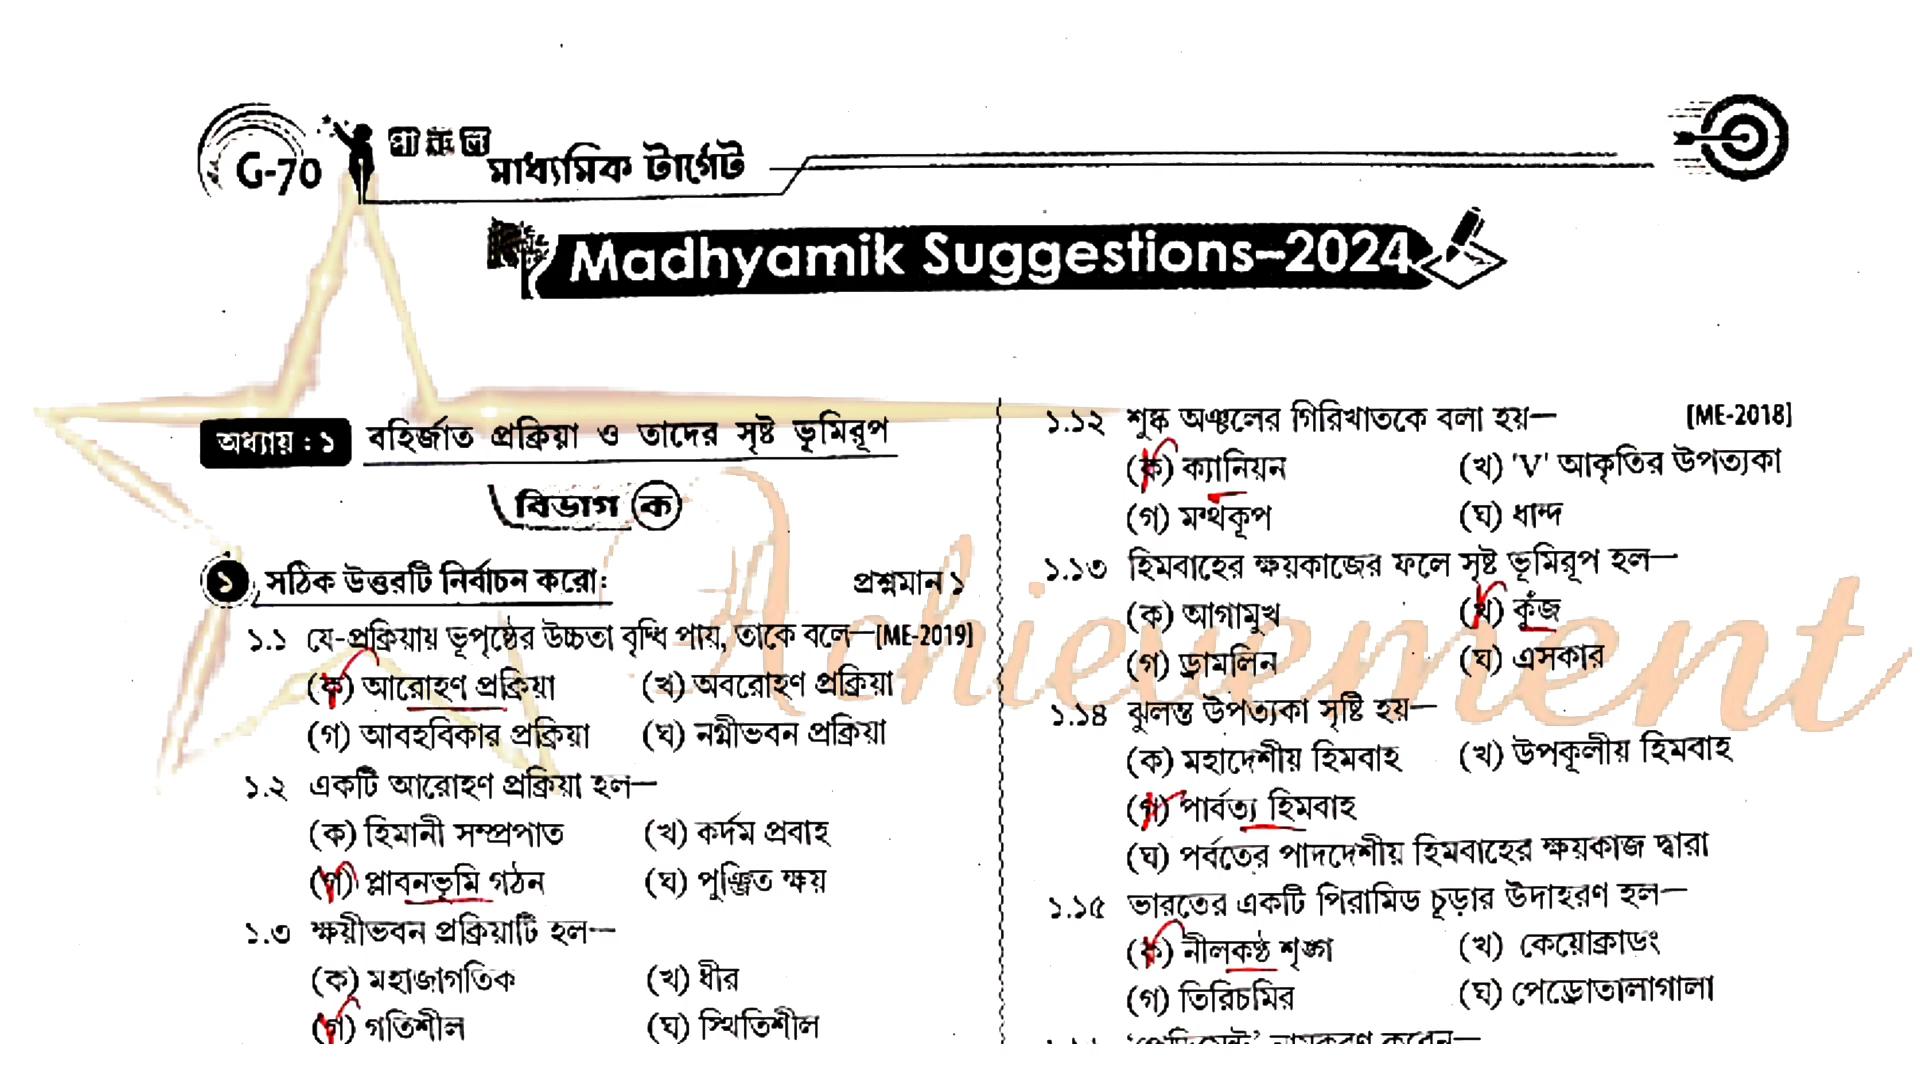 G-70
পারুল
মাধ্যমিক টার্গেট
Madhyamik Suggestions–2024
অধ্যায় : ১ বহির্জাত প্রক্রিয়া ও তাদের সৃষ্ট ভূমিরূপ
বিভাগ ক
১ সঠিক উত্তরটি নির্বাচন করো: প্রশ্নমান ১
১.১ যে-প্রক্রিয়ায় ভূপৃষ্ঠের উচ্চতা বৃদ্ধি পায়, তাকে বলে—[ME-2019]
(ক) আরোহণ প্রক্রিয়া (খ) অবরোহণ প্রক্রিয়া
(গ) আবহবিকার প্রক্রিয়া (ঘ) নগ্নীভবন প্রক্রিয়া
১.২ একটি আরোহণ প্রক্রিয়া হল—
(ক) হিমানী সম্প্রপাত (খ) কর্দম প্রবাহ
(গ) প্লাবনভূমি গঠন (ঘ) পুঞ্জিত ক্ষয়
১.৩ ক্ষয়ীভবন প্রক্রিয়াটি হল—
(ক) মহাজাগতিক (খ) ধীর
(গ) গতিশীল (ঘ) স্থিতিশীল
১.১২ শুষ্ক অঞ্চলের গিরিখাতকে বলা হয়— [ME-2018]
(ক) ক্যানিয়ন (খ) 'V' আকৃতির উপত্যকা
(গ) মন্থকূপ (ঘ) ধান্দ
১.১৩ হিমবাহের ক্ষয়কাজের ফলে সৃষ্ট ভূমিরূপ হল—
(ক) আগামুখ (খ) কুঁজ
(গ) ড্রামলিন (ঘ) এসকার
১.১৪ ঝুলন্ত উপত্যকা সৃষ্টি হয়—
(ক) মহাদেশীয় হিমবাহ (খ) উপকূলীয় হিমবাহ
(গ) পার্বত্য হিমবাহ
(ঘ) পর্বতের পাদদেশীয় হিমবাহের ক্ষয়কাজ দ্বারা
১.১৫ ভারতের একটি পিরামিড চূড়ার উদাহরণ হল—
(ক) নীলকণ্ঠ শৃঙ্গ (খ) কেয়োক্রাডং
(গ) তিরিচমির (ঘ) পেড্রোতালাগালা
Achievement